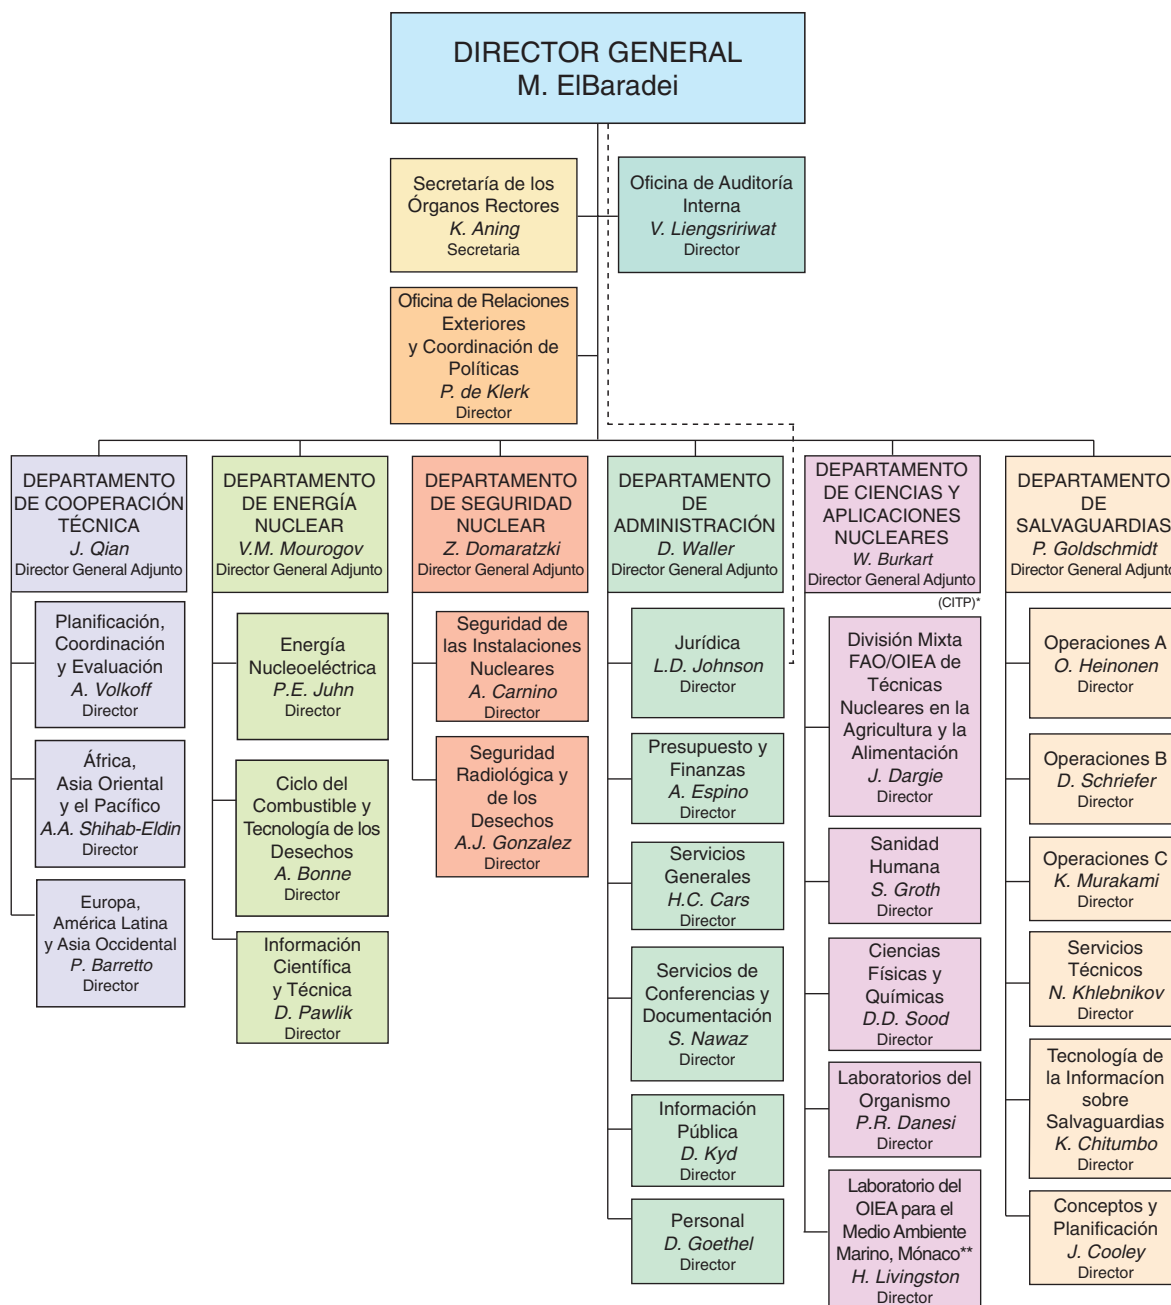 DIRECTOR GENERAL
M. ElBaradei
Secretaría de los
Órganos Rectores
K. Aning
Secretaria
Oficina de Auditoría
Interna
V. Liengsririwat
Director
Oficina de Relaciones
Exteriores
y Coordinación de
Políticas
P. de Klerk
Director
DEPARTAMENTO
DE COOPERACIÓN
TÉCNICA
J. Qian
Director General Adjunto
Planificación,
Coordinación
y Evaluación
A. Volkoff
Director
África,
Asia Oriental
y el Pacífico
A.A. Shihab-Eldin
Director
Europa,
América Latina
y Asia Occidental
P. Barretto
Director
DEPARTAMENTO
DE ENERGÍA
NUCLEAR
V.M. Mourogov
Director General Adjunto
Energía
Nucleoeléctrica
P.E. Juhn
Director
Ciclo del
Combustible y
Tecnología de los
Desechos
A. Bonne
Director
Información
Científica
y Técnica
D. Pawlik
Director
DEPARTAMENTO
DE SEGURIDAD
NUCLEAR
Z. Domaratzki
Director General Adjunto
Seguridad de
las Instalaciones
Nucleares
A. Carnino
Director
Seguridad
Radiológica y
de los
Desechos
A.J. Gonzalez
Director
DEPARTAMENTO
DE
ADMINISTRACIÓN
D. Waller
Director General Adjunto
Jurídica
L.D. Johnson
Director
Presupuesto y
Finanzas
A. Espino
Director
Servicios
Generales
H.C. Cars
Director
Servicios de
Conferencias y
Documentación
S. Nawaz
Director
Información
Pública
D. Kyd
Director
Personal
D. Goethel
Director
DEPARTAMENTO
DE CIENCIAS Y
APLICACIONES
NUCLEARES
W. Burkart
Director General Adjunto
(CITP)*
División Mixta
FAO/OIEA de
Técnicas
Nucleares en la
Agricultura y la
Alimentación
J. Dargie
Director
Sanidad
Humana
S. Groth
Director
Ciencias
Físicas y
Químicas
D.D. Sood
Director
Laboratorios del
Organismo
P.R. Danesi
Director
Laboratorio del
OIEA para el
Medio Ambiente
Marino, Mónaco**
H. Livingston
Director
DEPARTAMENTO
DE
SALVAGUARDIAS
P. Goldschmidt
Director General Adjunto
Operaciones A
O. Heinonen
Director
Operaciones B
D. Schriefer
Director
Operaciones C
K. Murakami
Director
Servicios
Técnicos
N. Khlebnikov
Director
Tecnología de
la Informacíon
sobre
Salvaguardias
K. Chitumbo
Director
Conceptos y
Planificación
J. Cooley
Director